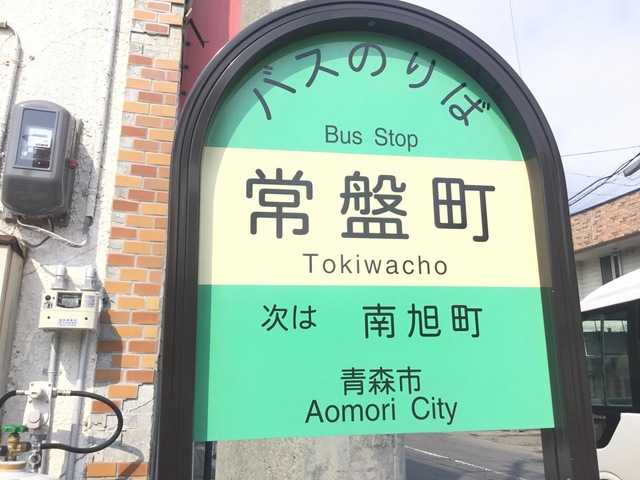 バスのりば
Bus Stop
常盤町
Tokiwacho
次は 南旭町
青森市
Aomori City